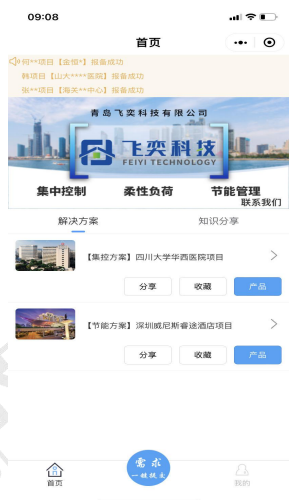 09:08
首页
何**项目【金恒*】报备成功
韩项目【山大****医院】报备成功
张**项目【海关**中心】报备成功
青岛飞奕科技有限公司
飞奕科技
FEIYI TECHNOLOGY
集中控制 柔性负荷 节能管理
联系我们
解决方案 知识分享
【集控方案】四川大学华西医院项目
分享 收藏 产品
【节能方案】深圳威尼斯睿途酒店项目
分享 收藏 产品
需求
一键提交
首页 我的